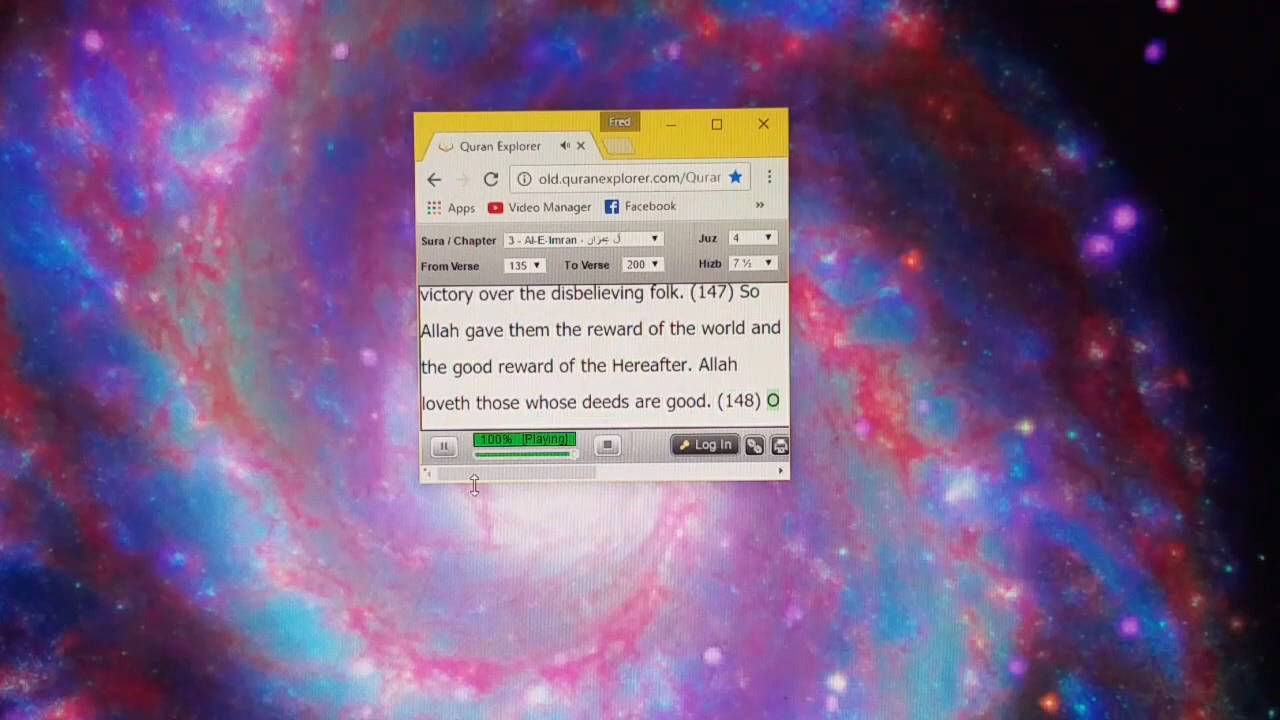 Fred
Quran Explorer
old.quranexplorer.com/Qurar
Apps Video Manager Facebook »
Sura / Chapter 3 - Al-E-Imran - Juz 4
From Verse 135 To Verse 200 Hizb 7 ½
victory over the disbelieving folk. (147) So
Allah gave them the reward of the world and
the good reward of the Hereafter. Allah
loveth those whose deeds are good. (148) O
100% [Playing] Log In